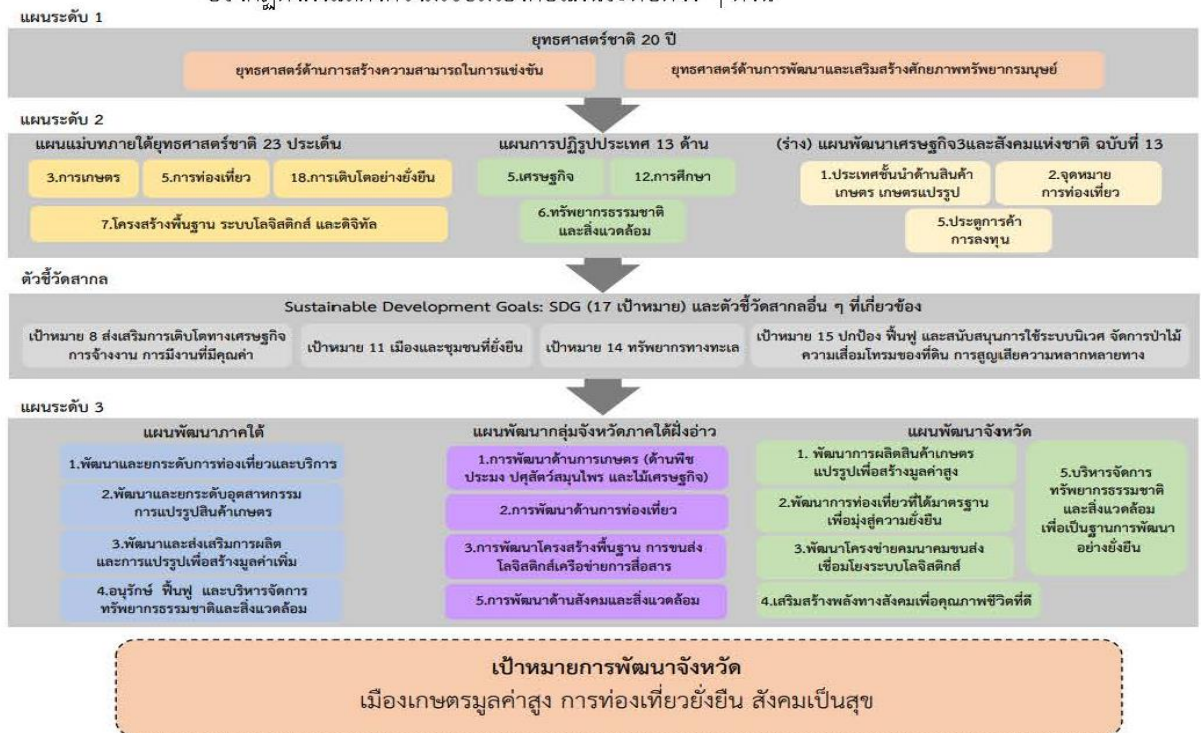 แผนระดับ 1
ยุทธศาสตร์ชาติ 20 ปี
ยุทธศาสตร์ด้านการสร้างความสามารถในการแข่งขัน
ยุทธศาสตร์ด้านการพัฒนาและเสริมสร้างศักยภาพทรัพยากรมนุษย์
แผนระดับ 2
แผนแม่บทภายใต้ยุทธศาสตร์ชาติ 23 ประเด็น
3.การเกษตร
5.การท่องเที่ยว
18.การเติบโตอย่างยั่งยืน
7.โครงสร้างพื้นฐาน ระบบโลจิสติกส์ และดิจิทัล
แผนการปฏิรูปประเทศ 13 ด้าน
5.เศรษฐกิจ
12.การศึกษา
6.ทรัพยากรธรรมชาติ
และสิ่งแวดล้อม
(ร่าง) แผนพัฒนาเศรษฐกิจ3และสังคมแห่งชาติ ฉบับที่ 13
1.ประเทศชั้นนำด้านสินค้า
เกษตร เกษตรแปรรูป
2.จุดหมาย
การท่องเที่ยว
5.ประตูการค้า
การลงทุน
ตัวชี้วัดสากล
Sustainable Development Goals: SDG (17 เป้าหมาย) และตัวชี้วัดสากลอื่น ๆ ที่เกี่ยวข้อง
เป้าหมาย 8 ส่งเสริมการเติบโตทางเศรษฐกิจ
การจ้างงาน การมีงานที่มีคุณค่า
เป้าหมาย 11 เมืองและชุมชนที่ยั่งยืน
เป้าหมาย 14 ทรัพยากรทางทะเล
เป้าหมาย 15 ปกป้อง ฟื้นฟู และสนับสนุนการใช้ระบบนิเวศ จัดการป่าไม้
ความเสื่อมโทรมของที่ดิน การสูญเสียความหลากหลายทาง
แผนระดับ 3
แผนพัฒนาภาคใต้
1.พัฒนาและยกระดับการท่องเที่ยวและบริการ
2.พัฒนาและยกระดับอุตสาหกรรม
การแปรรูปสินค้าเกษตร
3.พัฒนาและส่งเสริมการผลิต
และการแปรรูปเพื่อสร้างมูลค่าเพิ่ม
4.อนุรักษ์ ฟื้นฟู และบริหารจัดการ
ทรัพยากรธรรมชาติและสิ่งแวดล้อม
แผนพัฒนากลุ่มจังหวัดภาคใต้ฝั่งอ่าว
1.การพัฒนาด้านการเกษตร (ด้านพืช
ประมง ปศุสัตว์สมุนไพร และไม้เศรษฐกิจ)
2.การพัฒนาด้านการท่องเที่ยว
3.การพัฒนาโครงสร้างพื้นฐาน การขนส่ง
โลจิสติกส์เครือข่ายการสื่อสาร
5.การพัฒนาด้านสังคมและสิ่งแวดล้อม
แผนพัฒนาจังหวัด
1. พัฒนาการผลิตสินค้าเกษตร
แปรรูปเพื่อสร้างมูลค่าสูง
2.พัฒนาการท่องเที่ยวที่ได้มาตรฐาน
เพื่อมุ่งสู่ความยั่งยืน
3.พัฒนาโครงข่ายคมนาคมขนส่ง
เชื่อมโยงระบบโลจิสติกส์
4.เสริมสร้างพลังทางสังคมเพื่อคุณภาพชีวิตที่ดี
5.บริหารจัดการ
ทรัพยากรธรรมชาติ
และสิ่งแวดล้อม
เพื่อเป็นฐานการพัฒนา
อย่างยั่งยืน
เป้าหมายการพัฒนาจังหวัด
เมืองเกษตรมูลค่าสูง การท่องเที่ยวยั่งยืน สังคมเป็นสุข